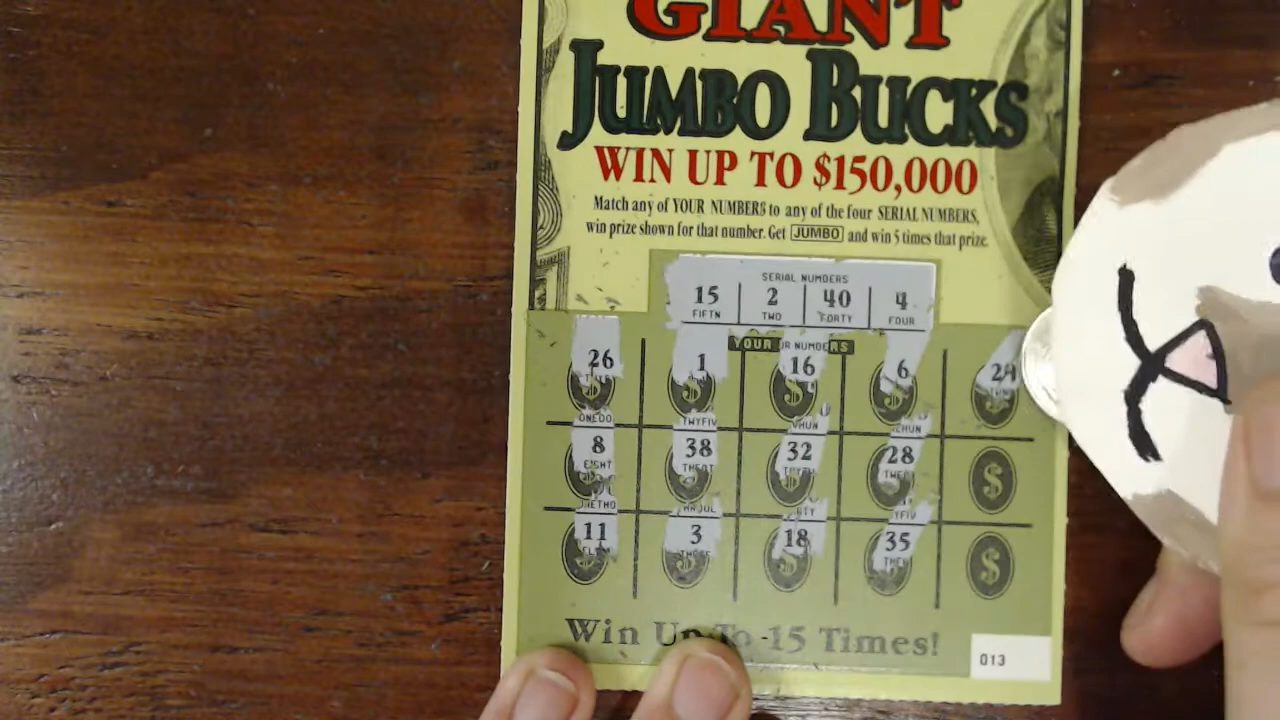 GIANT
JUMBO BUCKS
WIN UP TO $150,000
Match any of YOUR NUMBERS to any of the four SERIAL NUMBERS,
win prize shown for that number. Get JUMBO and win 5 times that prize.
SERIAL NUMBERS
15 2 40 4
FIFTN TWO FORTY FOUR
YOUR NUMBERS
26 1 16 6
8 38 32 28
EIGHT
11 3 18 35
Win Up To 15 Times!
013